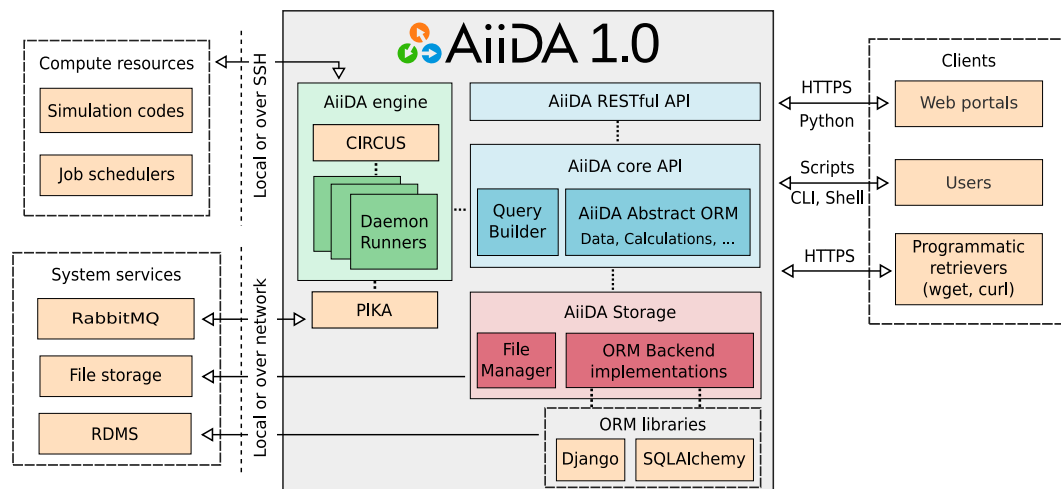 AiiDA 1.0
Compute resources
Simulation codes
Job schedulers
System services
RabbitMQ
File storage
RDMS
Local or over SSH
Local or over network
AiiDA engine
CIRCUS
Daemon
Runners
PIKA
AiiDA RESTful API
AiiDA core API
Query
Builder
AiiDA Abstract ORM
Data, Calculations, ...
AiiDA Storage
File
Manager
ORM Backend
implementations
ORM libraries
Django
SQLAlchemy
HTTPS
Python
Scripts
CLI, Shell
HTTPS
Clients
Web portals
Users
Programmatic
retrievers
(wget, curl)